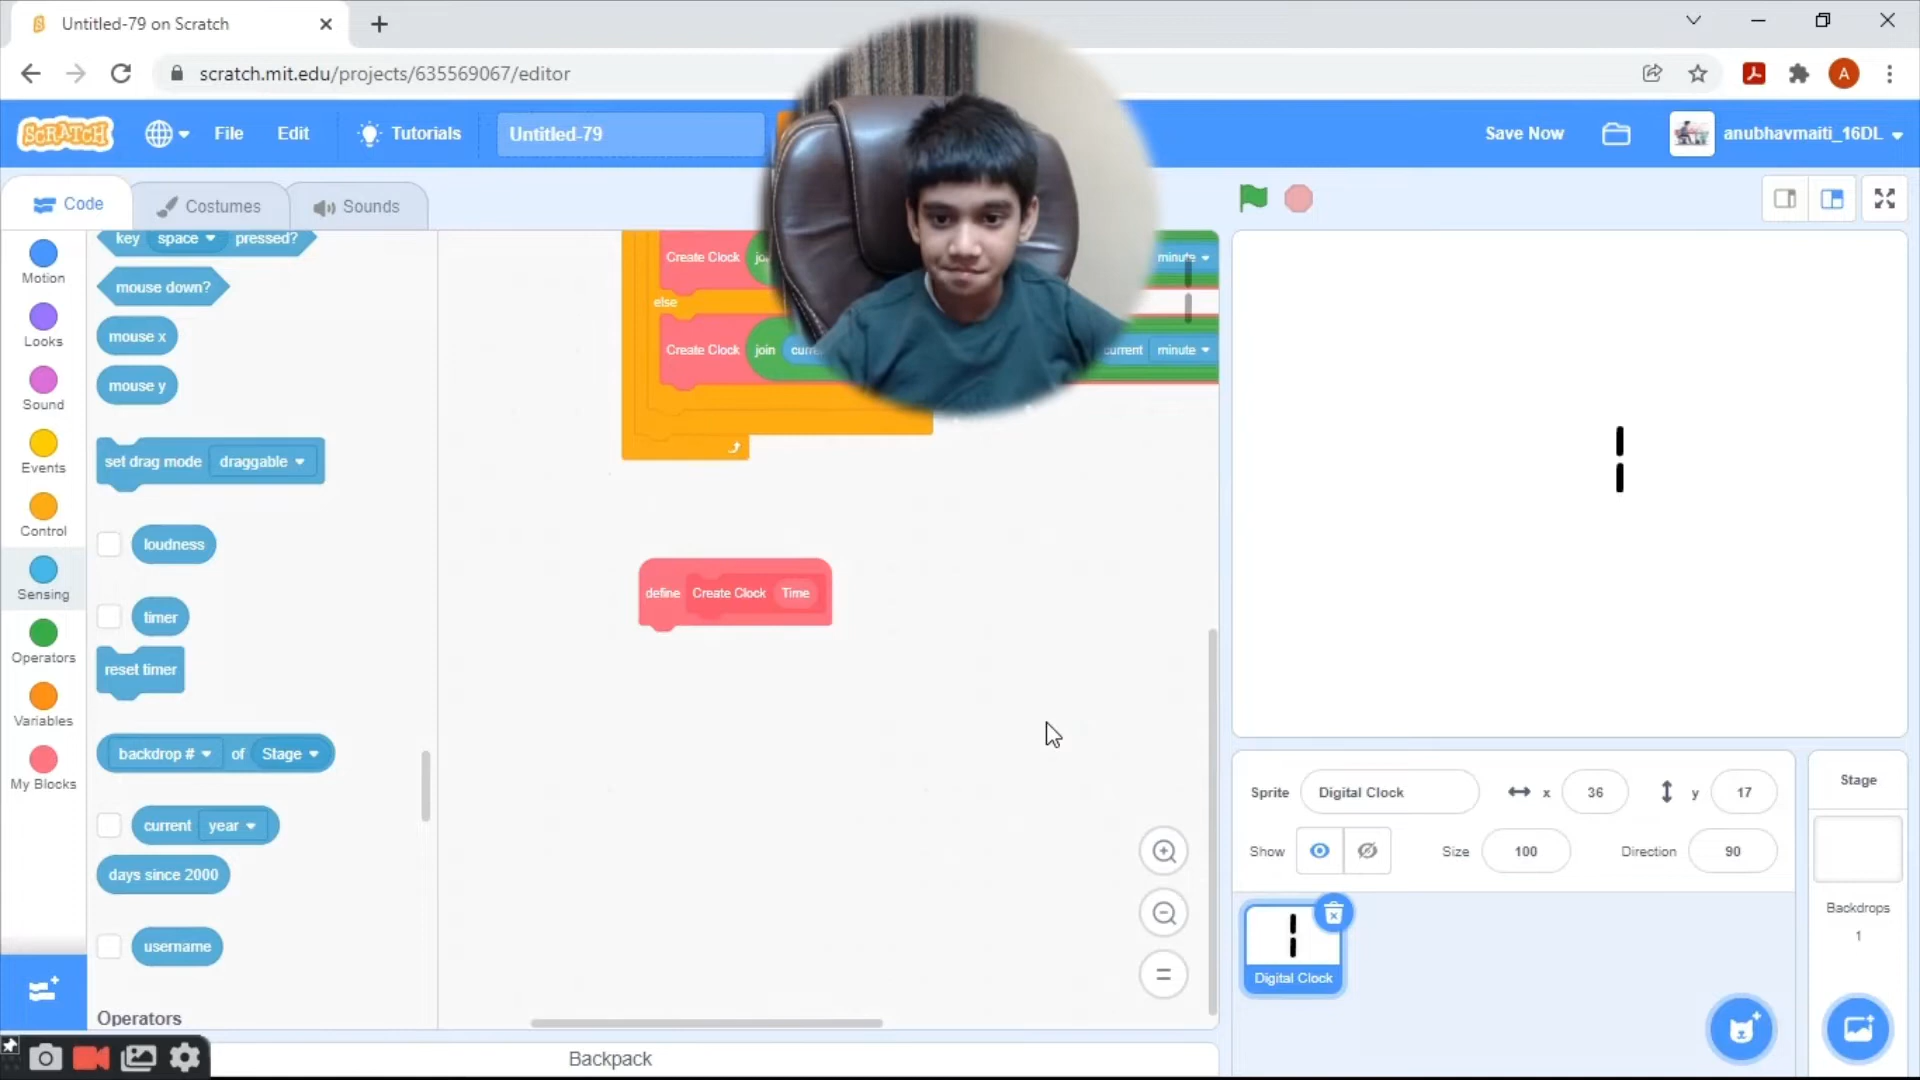 Untitled-79 on Scratch
scratch.mit.edu/projects/635569067/editor
A
SCRATCH
File
Edit
Tutorials
Untitled-79
Save Now
anubhavmaiti_16DL
Code
Costumes
Sounds
Motion
Looks
Sound
Events
Control
Sensing
Operators
Variables
My Blocks
key space pressed?
mouse down?
mouse x
mouse y
set drag mode draggable
loudness
timer
reset timer
backdrop # of Stage
current year
days since 2000
username
Operators
Create Clock
minute
else
Create Clock join
current minute
define Create Clock Time
Backpack
Sprite Digital Clock x 36 y 17
Show Size 100 Direction 90
Digital Clock
Stage
Backdrops
1